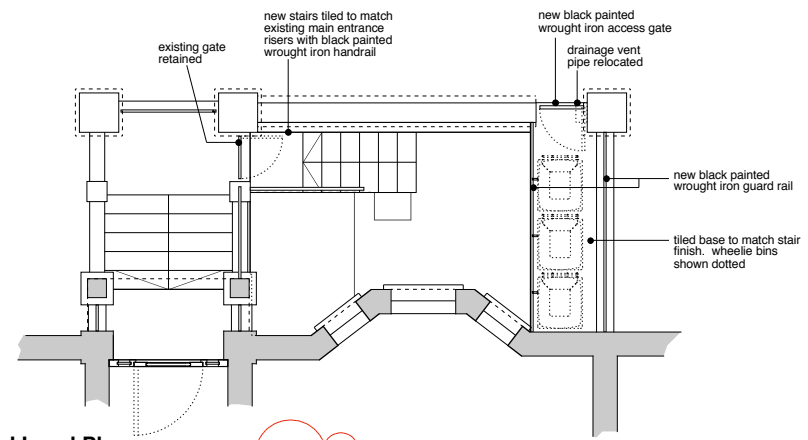 new stairs tiled to match
existing main entrance
risers with black painted
wrought iron handrail
existing gate
retained
new black painted
wrought iron access gate
drainage vent
pipe relocated
new black painted
wrought iron guard rail
tiled base to match stair
finish. wheelie bins
shown dotted